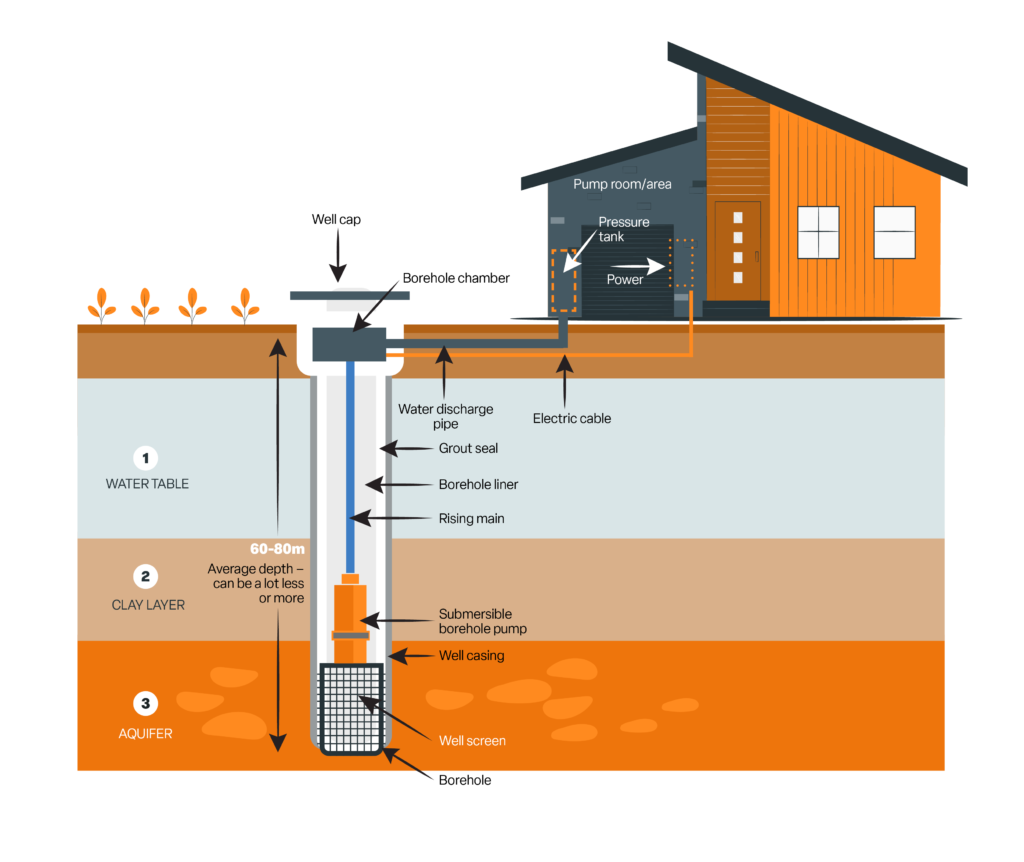 Pump room/area
Well cap
Pressure
tank
Borehole chamber
Power
Water discharge
pipe
Electric cable
Grout seal
1
WATER TABLE
Borehole liner
Rising main
60-80m
Average depth –
can be a lot less
or more
2
CLAY LAYER
Submersible
borehole pump
Well casing
3
AQUIFER
Well screen
Borehole